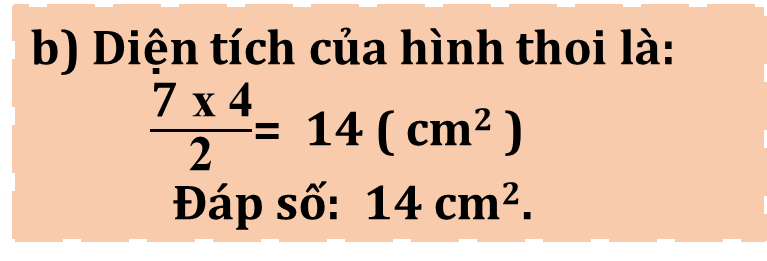 b) Diện tích của hình thoi là:
7 x 4
2
= 14 ( cm² )
Đáp số: 14 cm².